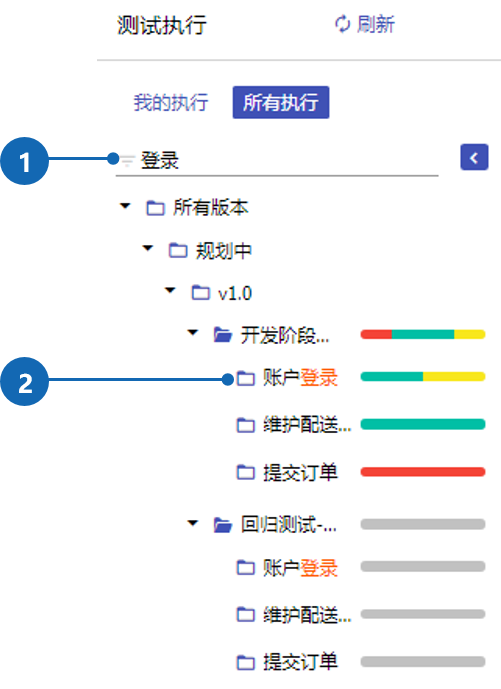 测试执行 刷新
我的执行 所有执行
1 登录
所有版本
规划中
v1.0
开发阶段...
2 账户登录
维护配送...
提交订单
回归测试-...
账户登录
维护配送...
提交订单